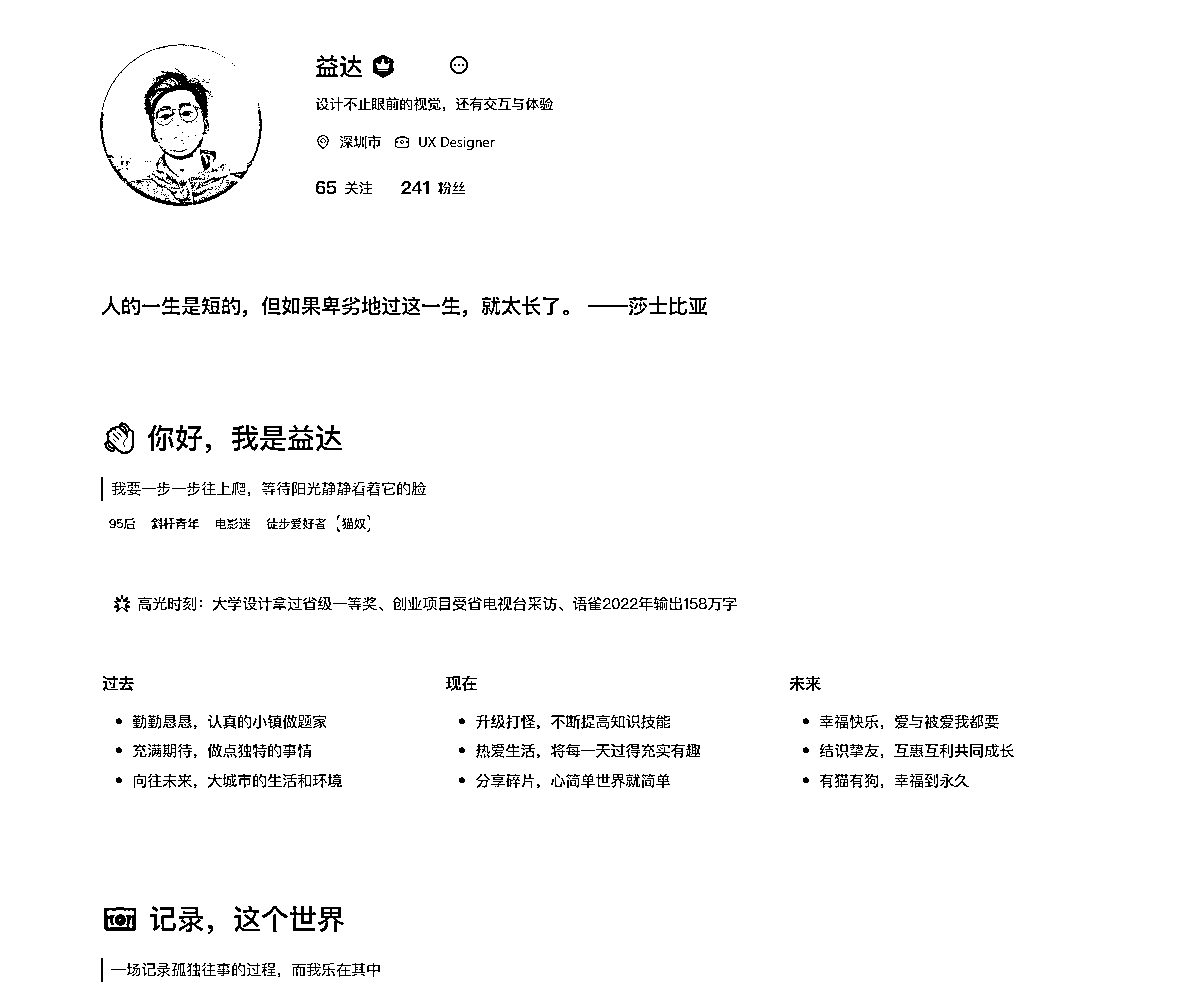 益达
设计不止眼前的视觉，还有交互与体验
深圳市 UX Designer
65 关注 241 粉丝
人的一生是短的，但如果卑劣地过这一生，就太长了。 ——莎士比亚
你好，我是益达
我要一步一步往上爬，等待阳光静静看着它的脸
95后 斜杆青年 电影迷 徒步爱好者 【猫奴】
高光时刻：大学设计拿过省级一等奖、创业项目受省电视台采访、语雀2022年输出158万字
过去 现在 未来
勤勤恳恳，认真的小镇做题家 升级打怪，不断提高知识技能 幸福快乐，爱与被爱我都要
充满期待，做点独特的事情 热爱生活，将每一天过得充实有趣 结识挚友，互惠互利共同成长
向往未来，大城市的生活和环境 分享碎片，心简单世界就简单 有猫有狗，幸福到永久
记录，这个世界
一场记录孤独往事的过程，而我乐在其中